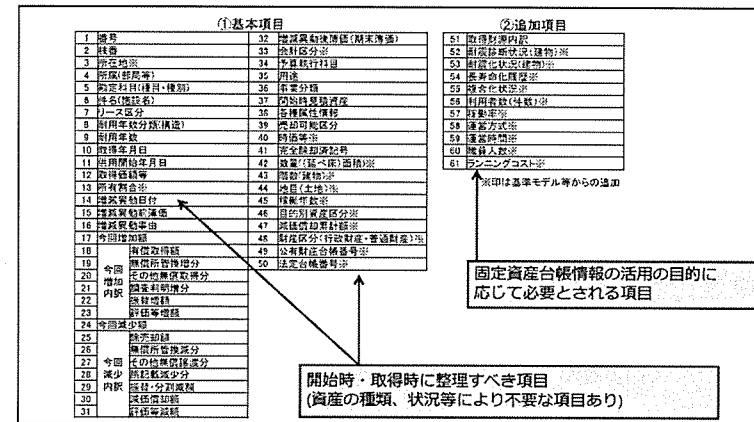 ①基本項目
1 番号
2 枝番
3 所在地※
4 所属(部局等)
5 勘定科目(種目・種別)
6 件名(施設名)
7 リース区分
8 耐用年数分類(構造)
9 耐用年数
10 取得年月日
11 供用開始年月日
12 取得価額等
13 所有割合※
14 増減異動日付
15 増減異動前簿価
16 増減異動事由
17 今回増加額
今回増加内訳
18 有償取得額
19 無償所管換増分
20 その他無償取得分
21 調査判明増分
22 振替増額
23 評価等増額
24 今回減少額
今回減少内訳
25 除売却額
26 無償所管換減分
27 その他無償譲渡分
28 誤記載減少分
29 振替・分割減額
30 減価償却額
31 評価等減額
32 増減異動後簿価(期末簿価)
33 会計区分※
34 予算執行科目
35 用途
36 事業分類
37 開始時見積資産
38 各種属性情報
39 売却可能区分
40 時価等※
41 完全除却済記号
42 数量((延べ床)面積)※
43 階数(建物)※
44 地目(土地)※
45 稼働年数※
46 目的別資産区分※
47 減価償却累計額※
48 財産区分(行政財産・普通財産)※
49 公有財産台帳番号※
50 法定台帳番号※
②追加項目
51 取得財源内訳
52 耐震診断状況(建物)※
53 耐震化状況(建物)※
54 長寿命化履歴※
55 複合化状況※
56 利用者数(件数)※
57 稼動率※
58 運営方式※
59 運営時間※
60 職員人数※
61 ランニングコスト※
※印は基準モデル等からの追加
固定資産台帳情報の活用の目的に
応じて必要とされる項目
開始時・取得時に整理すべき項目
(資産の種類、状況等により不要な項目あり)